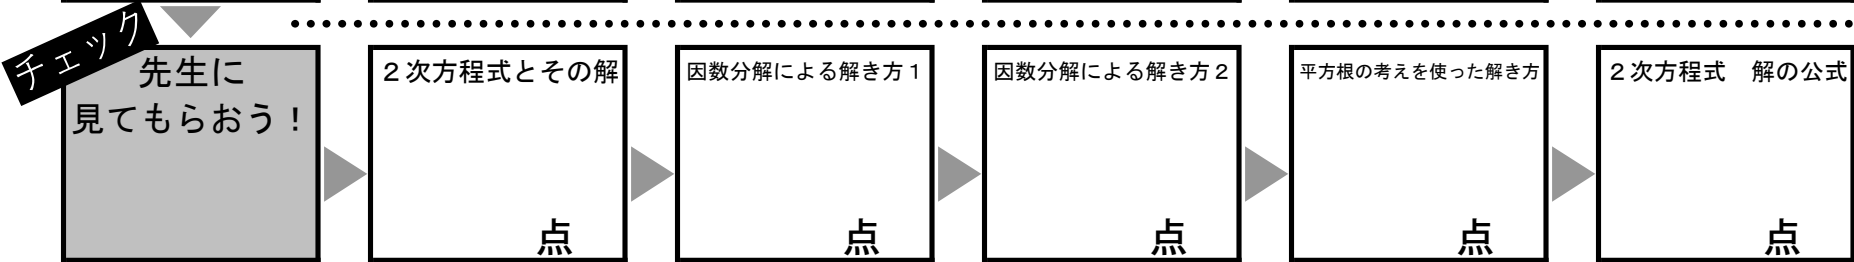 チェック
先生に
見てもらおう！
２次方程式とその解
点
因数分解による解き方１
点
因数分解による解き方２
点
平方根の考えを使った解き方
点
２次方程式　解の公式
点